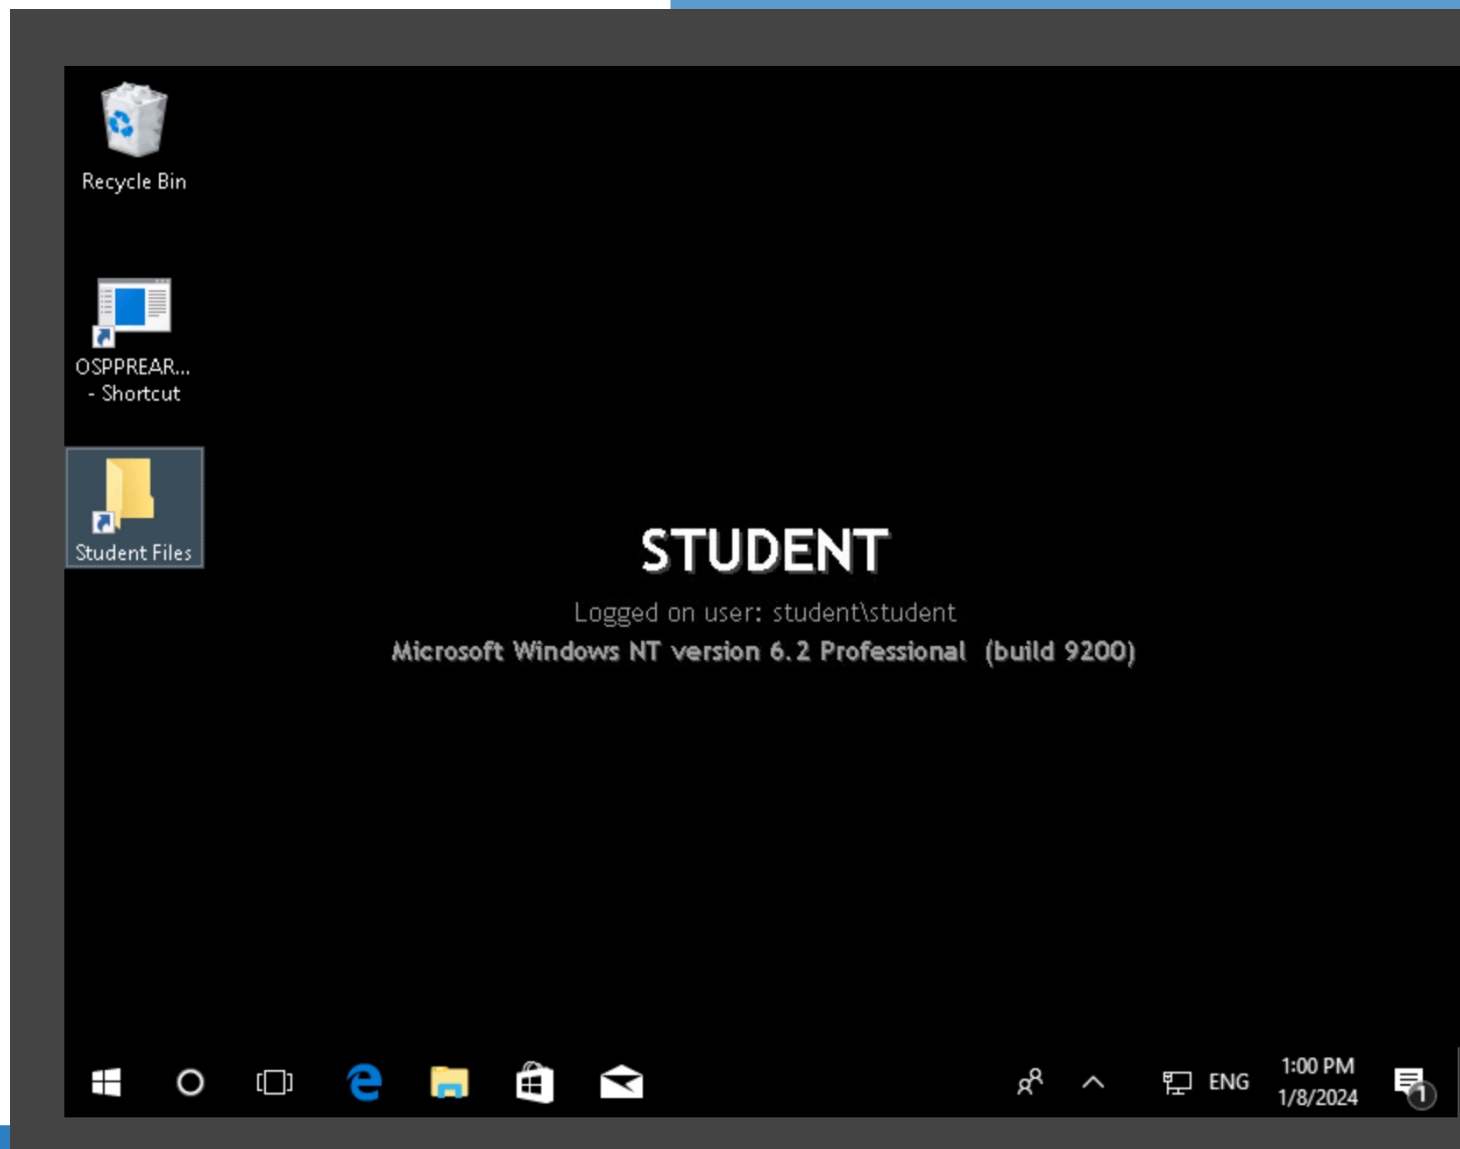 Recycle Bin
OSPPREAR...
- Shortcut
Student Files
STUDENT
Logged on user: student\student
Microsoft Windows NT version 6.2 Professional (build 9200)
ENG
1:00 PM
1/8/2024
1